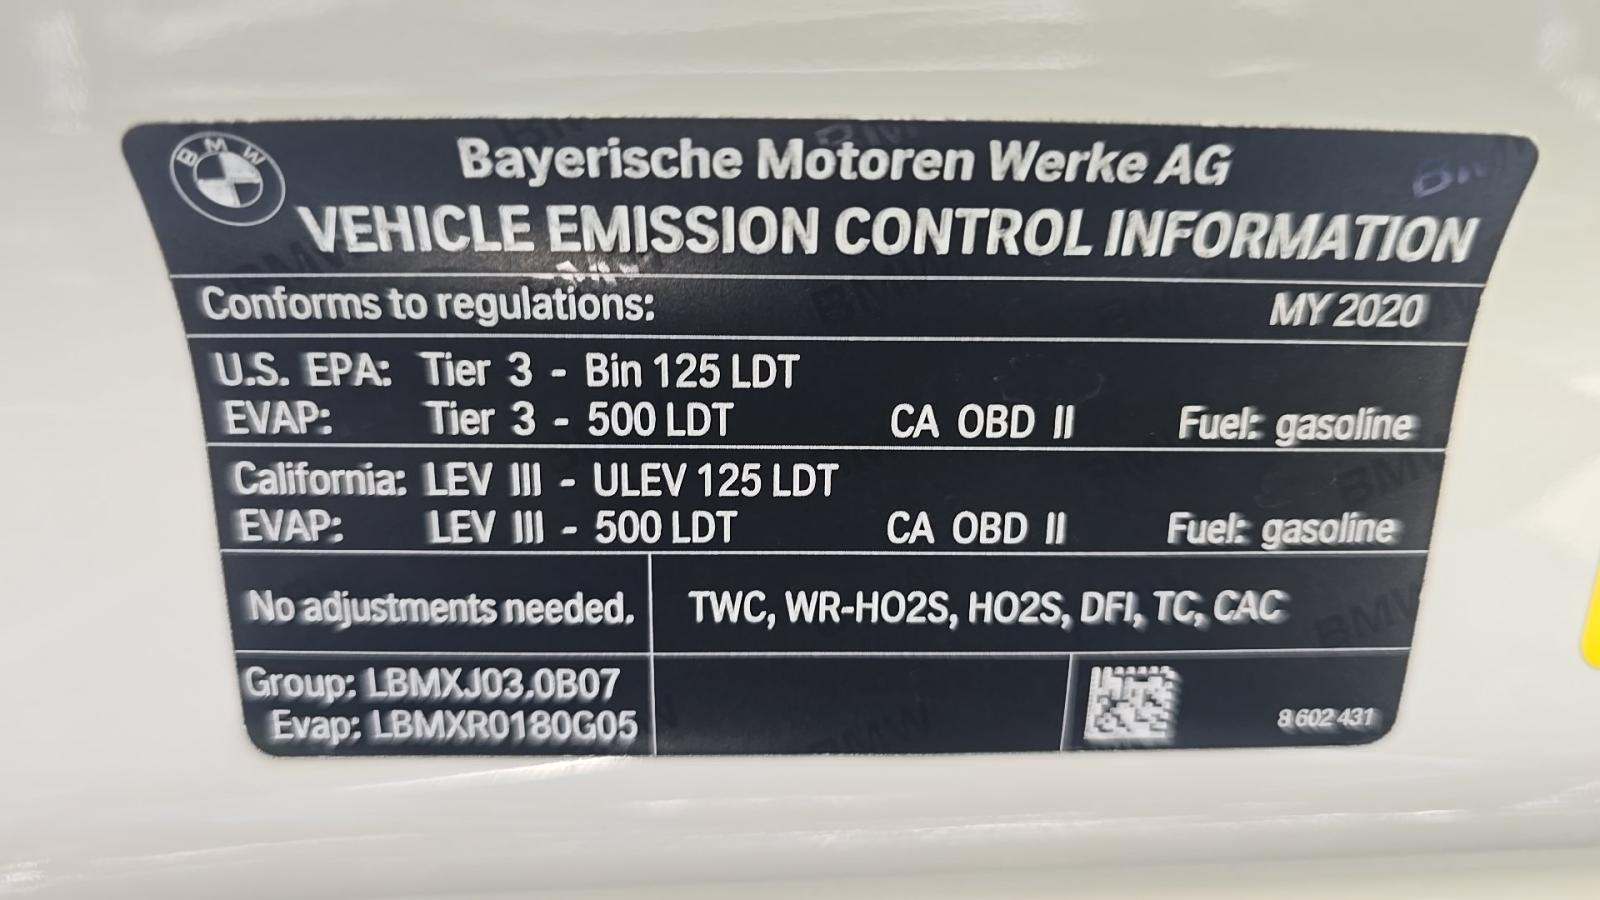 BMW
Bayerische Motoren Werke AG
VEHICLE EMISSION CONTROL INFORMATION
Conforms to regulations: MY 2020
U.S. EPA: Tier 3 - Bin 125 LDT
EVAP: Tier 3 - 500 LDT CA OBD II Fuel: gasoline
California: LEV III - ULEV 125 LDT
EVAP: LEV III - 500 LDT CA OBD II Fuel: gasoline
No adjustments needed. TWC, WR-HO2S, HO2S, DFI, TC, CAC
Group: LBMXJ03.0B07
Evap: LBMXR0180G05
8 602 431